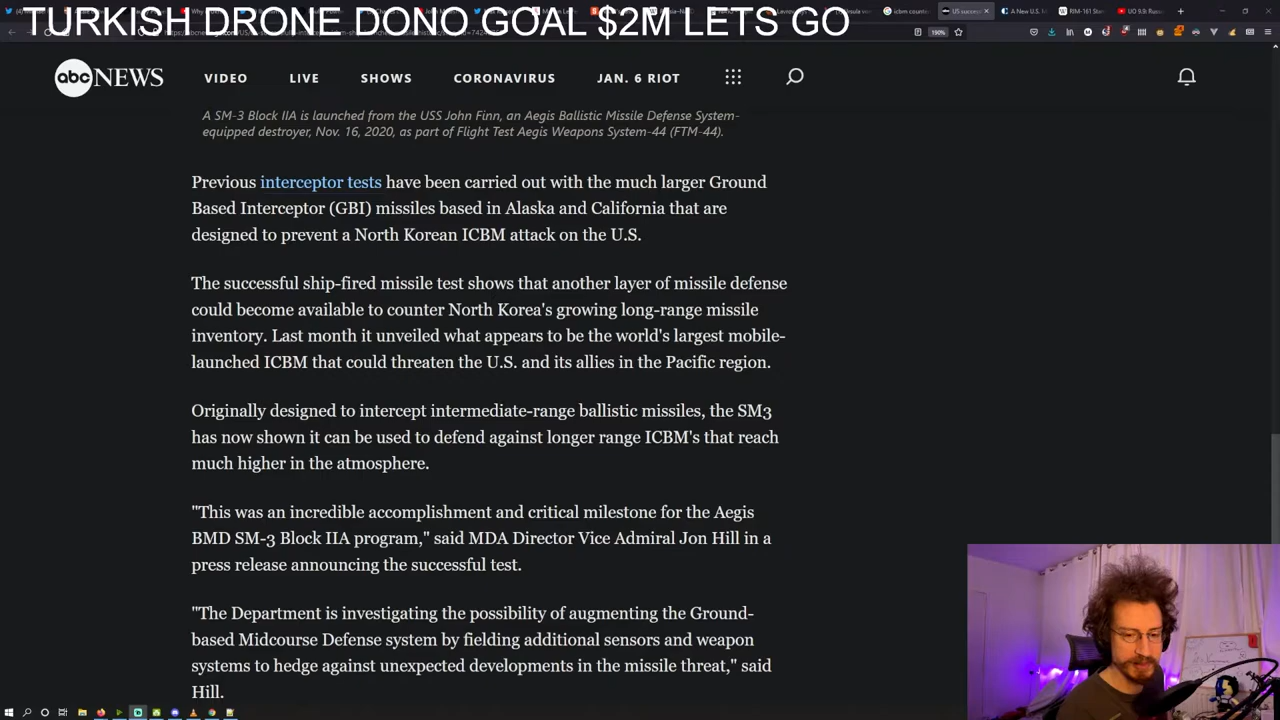 TURKISH DRONE DONO GOAL $2M LETS GO
190%
abc NEWS VIDEO LIVE SHOWS CORONAVIRUS JAN. 6 RIOT
A SM-3 Block IIA is launched from the USS John Finn, an Aegis Ballistic Missile Defense System-
equipped destroyer, Nov. 16, 2020, as part of Flight Test Aegis Weapons System-44 (FTM-44).
Previous interceptor tests have been carried out with the much larger Ground
Based Interceptor (GBI) missiles based in Alaska and California that are
designed to prevent a North Korean ICBM attack on the U.S.
The successful ship-fired missile test shows that another layer of missile defense
could become available to counter North Korea's growing long-range missile
inventory. Last month it unveiled what appears to be the world's largest mobile-
launched ICBM that could threaten the U.S. and its allies in the Pacific region.
Originally designed to intercept intermediate-range ballistic missiles, the SM3
has now shown it can be used to defend against longer range ICBM's that reach
much higher in the atmosphere.
"This was an incredible accomplishment and critical milestone for the Aegis
BMD SM-3 Block IIA program," said MDA Director Vice Admiral Jon Hill in a
press release announcing the successful test.
"The Department is investigating the possibility of augmenting the Ground-
based Midcourse Defense system by fielding additional sensors and weapon
systems to hedge against unexpected developments in the missile threat," said
Hill.